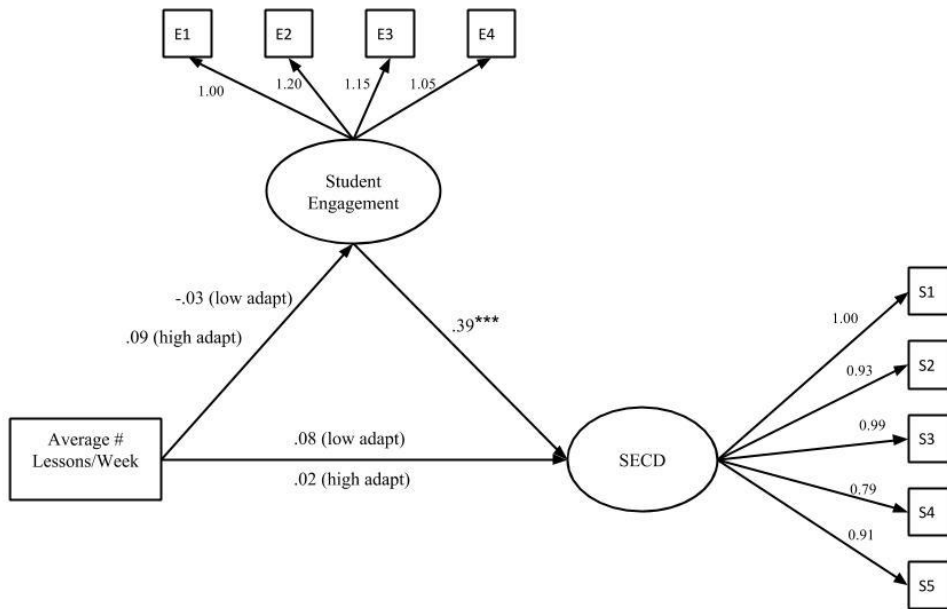 E1
E2
E3
E4
1.00
1.20
1.15
1.05
Student
Engagement
-.03 (low adapt)
.09 (high adapt)
.39***
Average #
Lessons/Week
.08 (low adapt)
.02 (high adapt)
SECD
1.00
0.93
0.99
0.79
0.91
S1
S2
S3
S4
S5